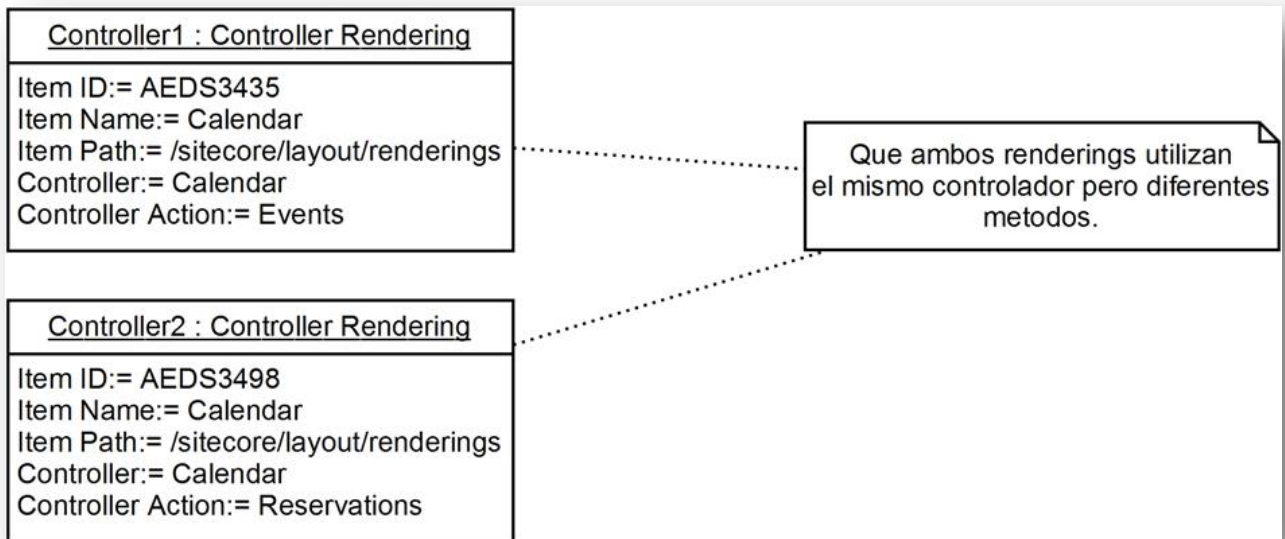 Controller1 : Controller Rendering
Item ID:= AEDS3435
Item Name:= Calendar
Item Path:= /sitecore/layout/renderings
Controller:= Calendar
Controller Action:= Events
Que ambos renderings utilizan
el mismo controlador pero diferentes
metodos.
Controller2 : Controller Rendering
Item ID:= AEDS3498
Item Name:= Calendar
Item Path:= /sitecore/layout/renderings
Controller:= Calendar
Controller Action:= Reservations